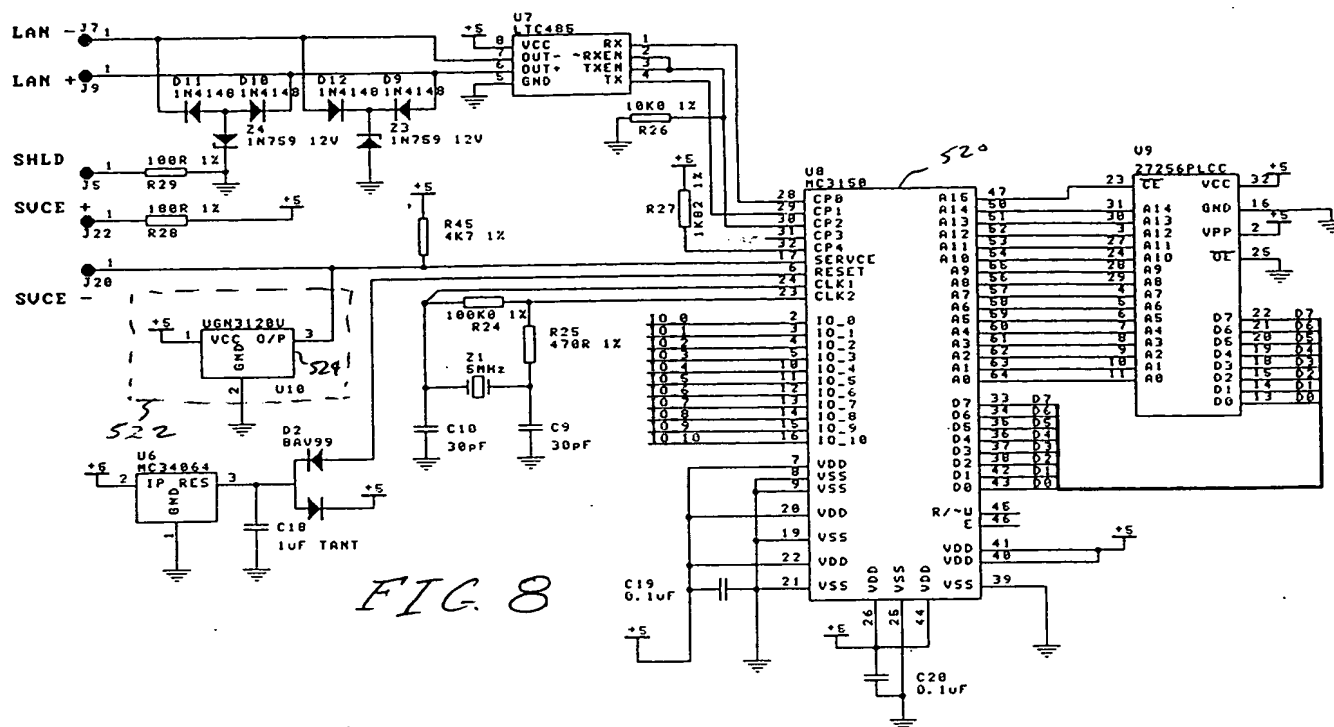 LAN - J7 1
LAN + J9 1
D11 1N4148
D10 1N4148
D12 1N4148
D9 1N4148
Z4 1N759 12V
Z3 1N759 12V
SHLD J5 1
100R 1%
R29
SVCE + J22 1
100R 1%
R28
+5
SVCE - J20 1
+5
R45
4K7 1%
U7
LTC485
+5
8 VCC
7 OUT-
6 OUT+
5 GND
RX 1
~RXEN 2
TXEN 3
TX 4
10K0 1%
R26
+5
R27
1K02 1%
+5
UGN3120U
1 VCC
O/P 3
GND
2
524
U10
522
D2
BAV99
U6
MC34064
+5
2 IP
RES 3
GND
1
+5
C18
1uF TANT
100K0 1%
R24
R25
470R 1%
Z1
5MHz
C10
30pF
C9
30pF
520
U8
MC3150
28 CP0
29 CP1
30 CP2
31 CP3
32 CP4
17 SERVCE
6 RESET
24 CLK1
23 CLK2
IO_0 2 IO_0
IO_1 3 IO_1
IO_2 4 IO_2
IO_3 5 IO_3
IO_4 10 IO_4
IO_5 11 IO_5
IO_6 12 IO_6
IO_7 13 IO_7
IO_8 14 IO_8
IO_9 15 IO_9
IO_10 16 IO_10
7 VDD
8 VSS
9 VSS
20 VDD
19 VSS
22 VDD
21 VSS
A15 47
A14 50
A13 51
A12 52
A11 53
A10 54
A9 55
A8 56
A7 57
A6 58
A5 59
A4 60
A3 61
A2 62
A1 63
A0 64
D7 33 D7
D6 34 D6
D5 35 D5
D4 36 D4
D3 37 D3
D2 38 D2
D1 42 D1
D0 43 D0
R/~W 45
E 46
VDD 41
VDD 40
+5
VSS 39
VDD VSS VDD
26 25 44
+5
C20
0.1uF
C19
0.1uF
+5
U9
27256PLCC
23 CE
31 A14
30 A13
3 A12
27 A11
24 A10
28 A9
29 A8
4 A7
5 A6
6 A5
7 A4
8 A3
9 A2
10 A1
11 A0
VCC 32 +5
GND 16
VPP 2 +5
OE 25
D7 22 D7
D6 21 D6
D5 20 D5
D4 19 D4
D3 18 D3
D2 15 D2
D1 14 D1
D0 13 D0
FIG. 8